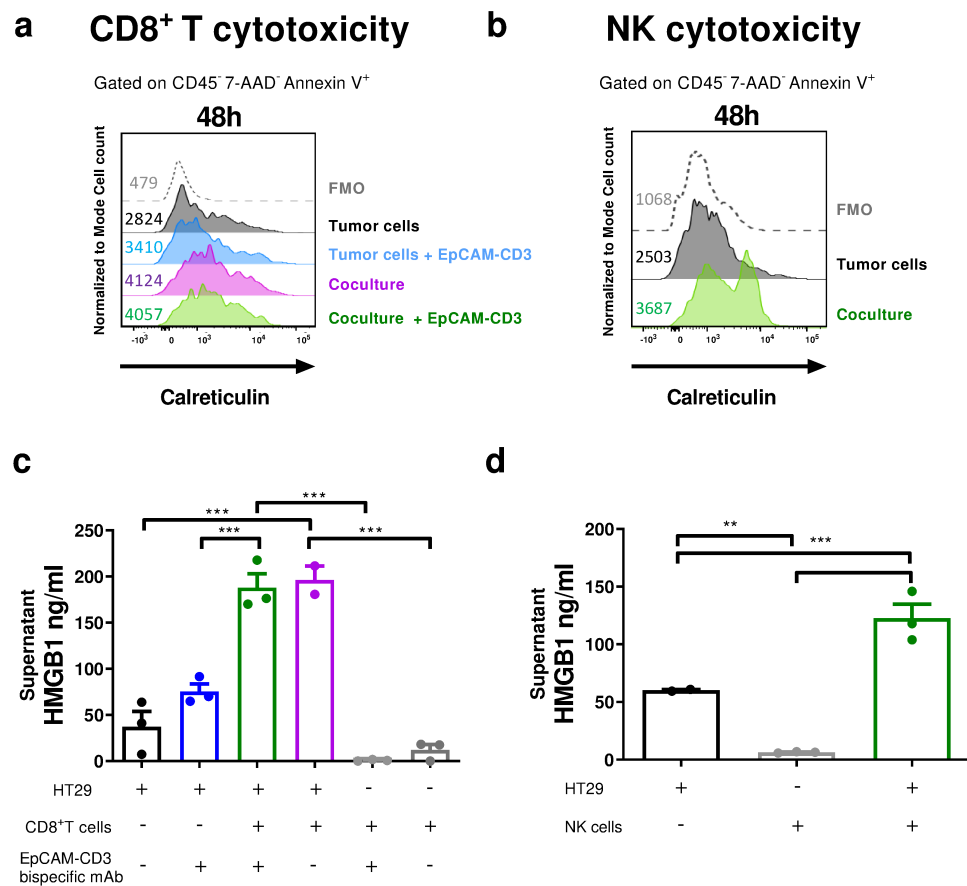 a
CD8⁺ T cytotoxicity
b
NK cytotoxicity
Gated on CD45⁻ 7-AAD⁻ Annexin V⁺
48h
Normalized to Mode Cell count
479
FMO
2824
Tumor cells
3410
Tumor cells + EpCAM-CD3
4124
Coculture
4057
Coculture + EpCAM-CD3
-10³ 0 10³ 10⁴ 10⁵
Calreticulin
Gated on CD45⁻ 7-AAD⁻ Annexin V⁺
48h
Normalized to Mode Cell count
1068
FMO
2503
Tumor cells
3687
Coculture
-10³ 0 10³ 10⁴ 10⁵
Calreticulin
c
Supernatant
HMGB1 ng/ml
250
200
150
100
50
0
***
***
***
***
HT29 + + + + - -
CD8⁺T cells - - + + + +
EpCAM-CD3
bispecific mAb - + + - + -
d
Supernatant
HMGB1 ng/ml
200
150
100
50
0
**
***
HT29 + - +
NK cells - + +